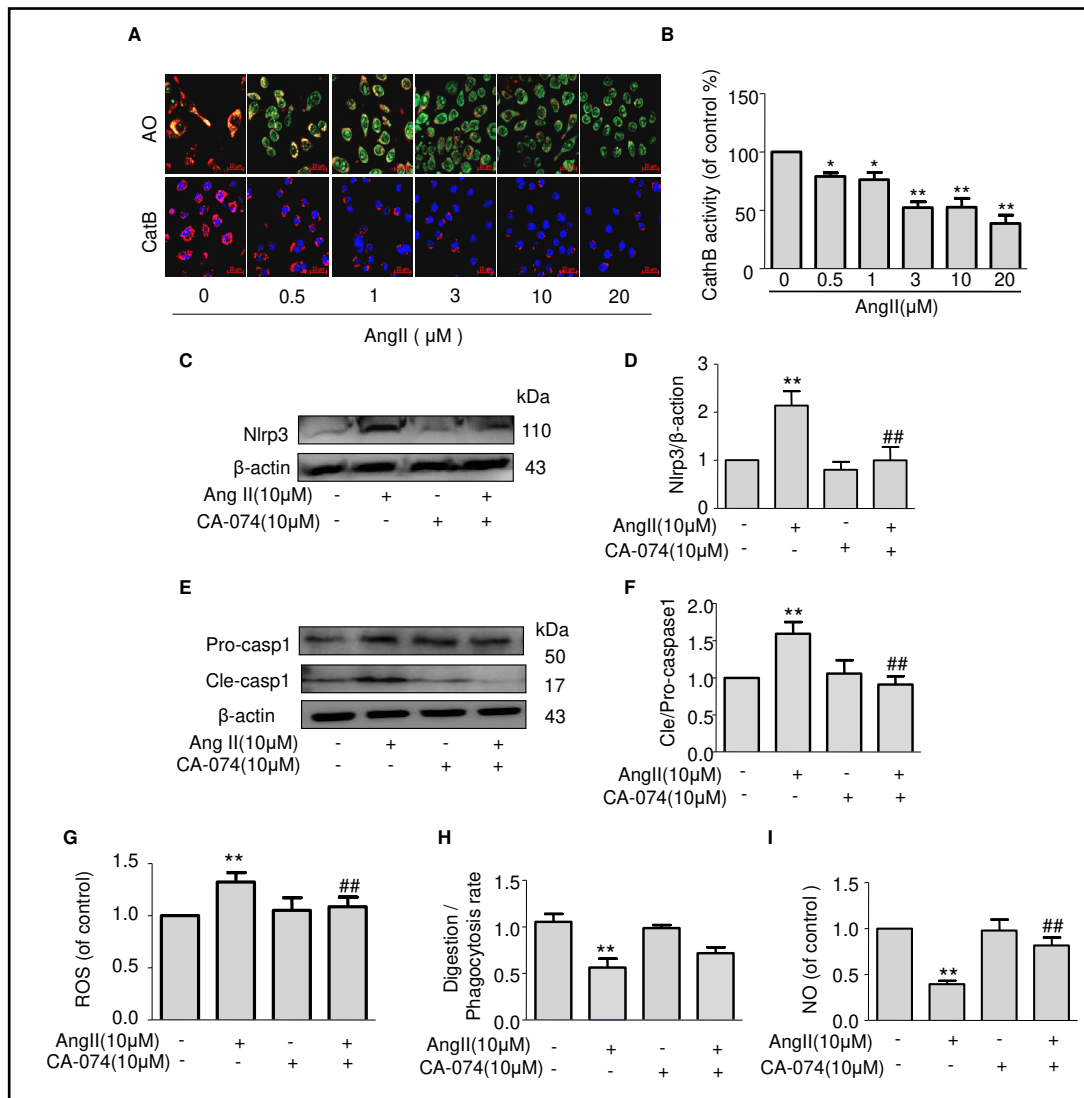 A
AO
CatB
0 0.5 1 3 10 20
AngII ( μM )
B
CathB activity (of control %)
150
100
50
0
* * ** ** **
0 0.5 1 3 10 20
AngII(μM)
C
kDa
Nlrp3 110
β-actin 43
Ang II(10μM) - + - +
CA-074(10μM) - - + +
D
Nlrp3/β-action
3
2
1
0
** ##
AngII(10μM) - + - +
CA-074(10μM) - - + +
E
kDa
Pro-casp1 50
Cle-casp1 17
β-actin 43
Ang II(10μM) - + - +
CA-074(10μM) - - + +
F
Cle/Pro-caspase1
2.0
1.5
1.0
0.5
0.0
** ##
AngII(10μM) - + - +
CA-074(10μM) - - + +
G
ROS (of control)
1.5
1.0
0.5
0.0
** ##
AngII(10μM) - + - +
CA-074(10μM) - - + +
H
Digestion /
Phagocytosis rate
1.5
1.0
0.5
0.0
**
AngII(10μM) - + - +
CA-074(10μM) - - + +
I
NO (of control )
1.5
1.0
0.5
0.0
** ##
AngII(10μM) - + - +
CA-074(10μM) - - + +